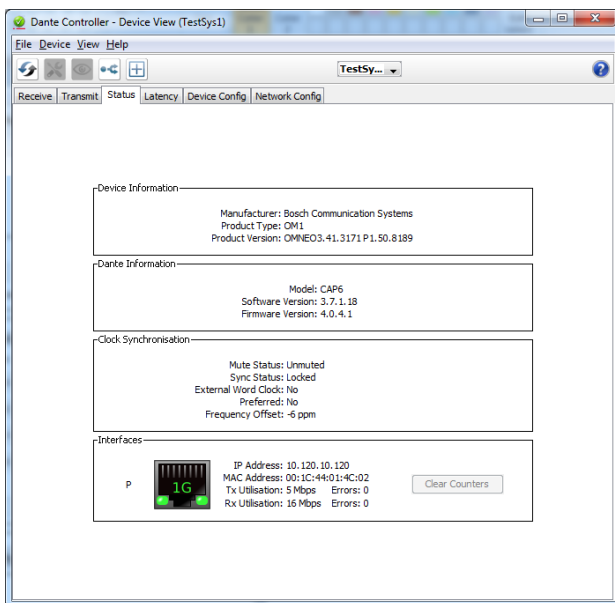 Dante Controller - Device View (TestSys1)
File Device View Help
TestSy...
Receive Transmit Status Latency Device Config Network Config
Device Information
Manufacturer: Bosch Communication Systems
Product Type: OM1
Product Version: OMNEO3.41.3171 P1.50.8189
Dante Information
Model: CAP6
Software Version: 3.7.1.18
Firmware Version: 4.0.4.1
Clock Synchronisation
Mute Status: Unmuted
Sync Status: Locked
External Word Clock: No
Preferred: No
Frequency Offset: -6 ppm
Interfaces
IP Address: 10.120.10.120
P 1G MAC Address: 00:1C:44:01:4C:02 Clear Counters
Tx Utilisation: 5 Mbps Errors: 0
Rx Utilisation: 16 Mbps Errors: 0